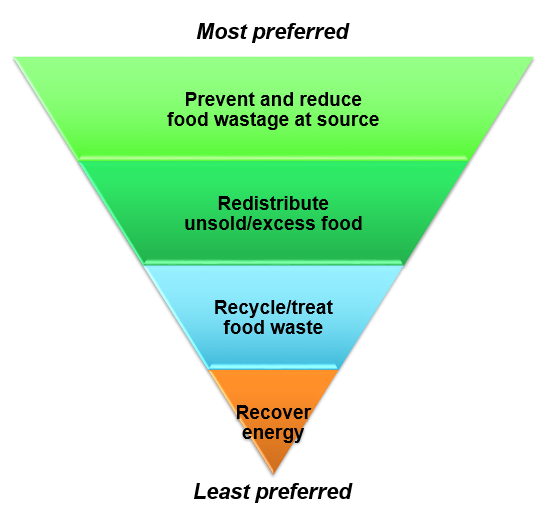 Most preferred
Prevent and reduce
food wastage at source
Redistribute
unsold/excess food
Recycle/treat
food waste
Recover
energy
Least preferred